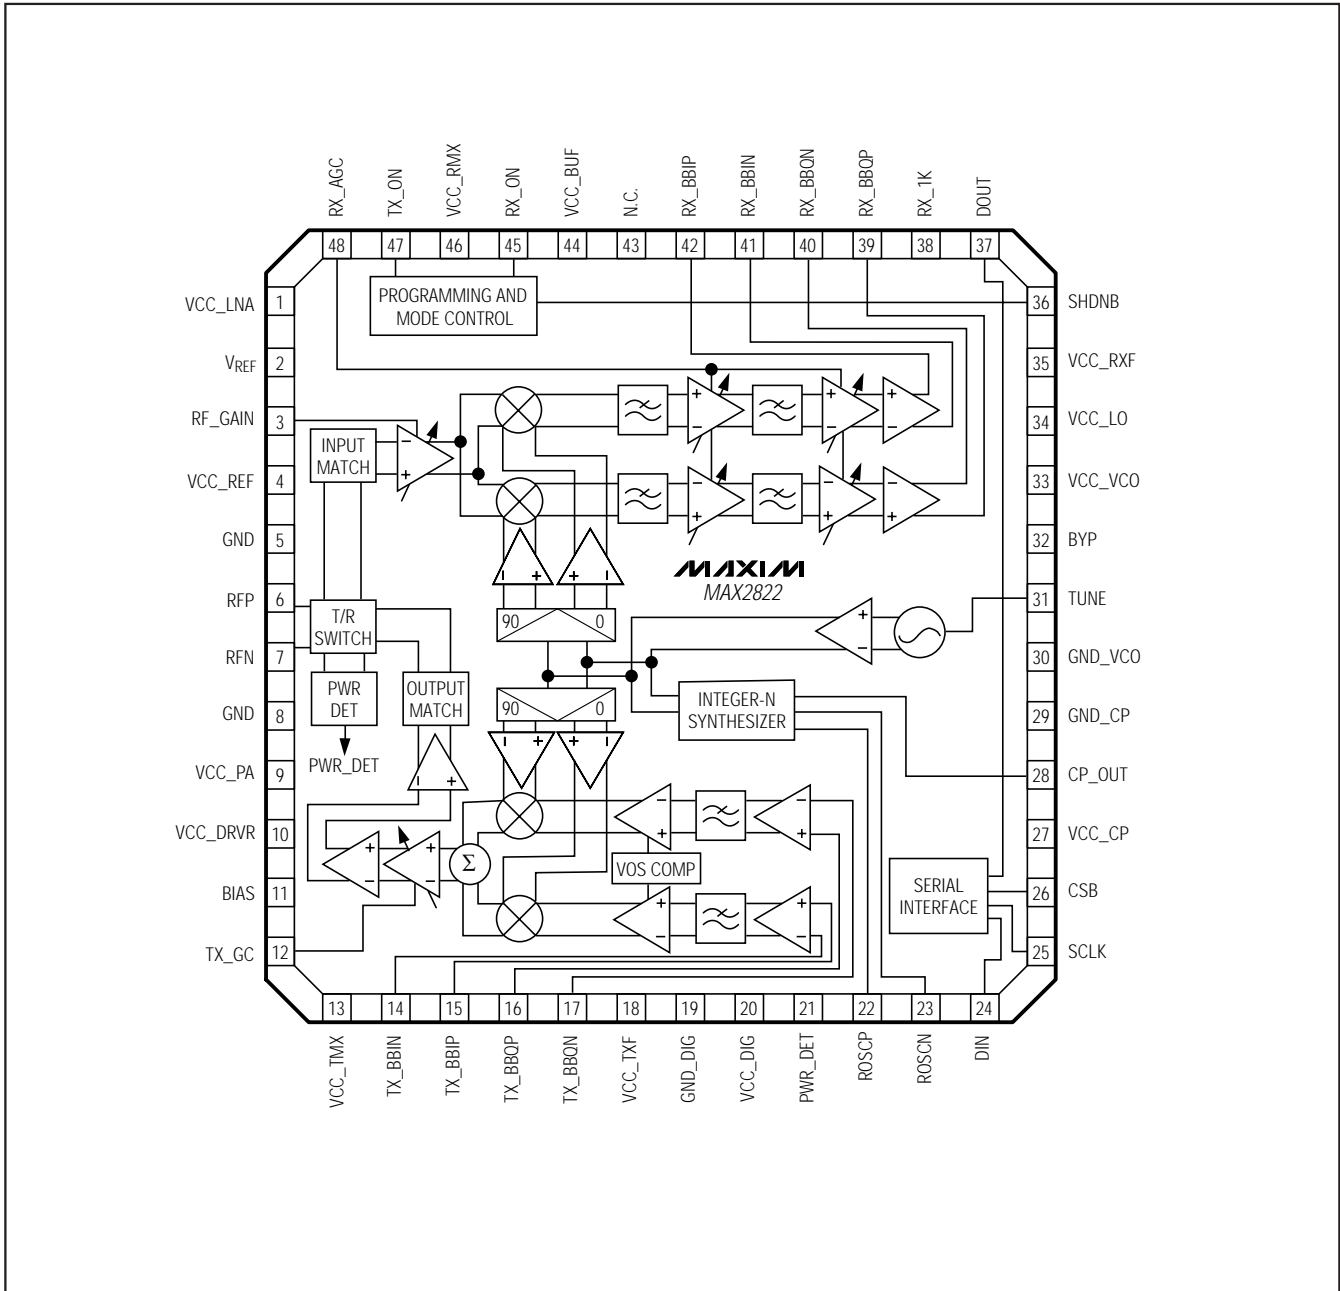 RX_AGC
TX_ON
VCC_RMX
RX_ON
VCC_BUF
N.C.
RX_BBIP
RX_BBIN
RX_BBQN
RX_BBQP
RX_1K
DOUT
48 47 46 45 44 43 42 41 40 39 38 37
VCC_LNA 1
VREF 2
RF_GAIN 3
VCC_REF 4
GND 5
RFP 6
RFN 7
GND 8
VCC_PA 9
VCC_DRVR 10
BIAS 11
TX_GC 12
PROGRAMMING AND
MODE CONTROL
INPUT
MATCH
− +
+ − + −
− + − + − +
MAXIM
MAX2822
− + + −
90 0
T/R
SWITCH
+ −
PWR
DET
PWR_DET
OUTPUT
MATCH
90 0
− + + −
INTEGER-N
SYNTHESIZER
− +
− + − +
+ − + −
Σ
VOS COMP
+ − + −
SERIAL
INTERFACE
36 SHDNB
35 VCC_RXF
34 VCC_LO
33 VCC_VCO
32 BYP
31 TUNE
30 GND_VCO
29 GND_CP
28 CP_OUT
27 VCC_CP
26 CSB
25 SCLK
13 14 15 16 17 18 19 20 21 22 23 24
VCC_TMX
TX_BBIN
TX_BBIP
TX_BBQP
TX_BBQN
VCC_TXF
GND_DIG
VCC_DIG
PWR_DET
ROSCP
ROSCN
DIN